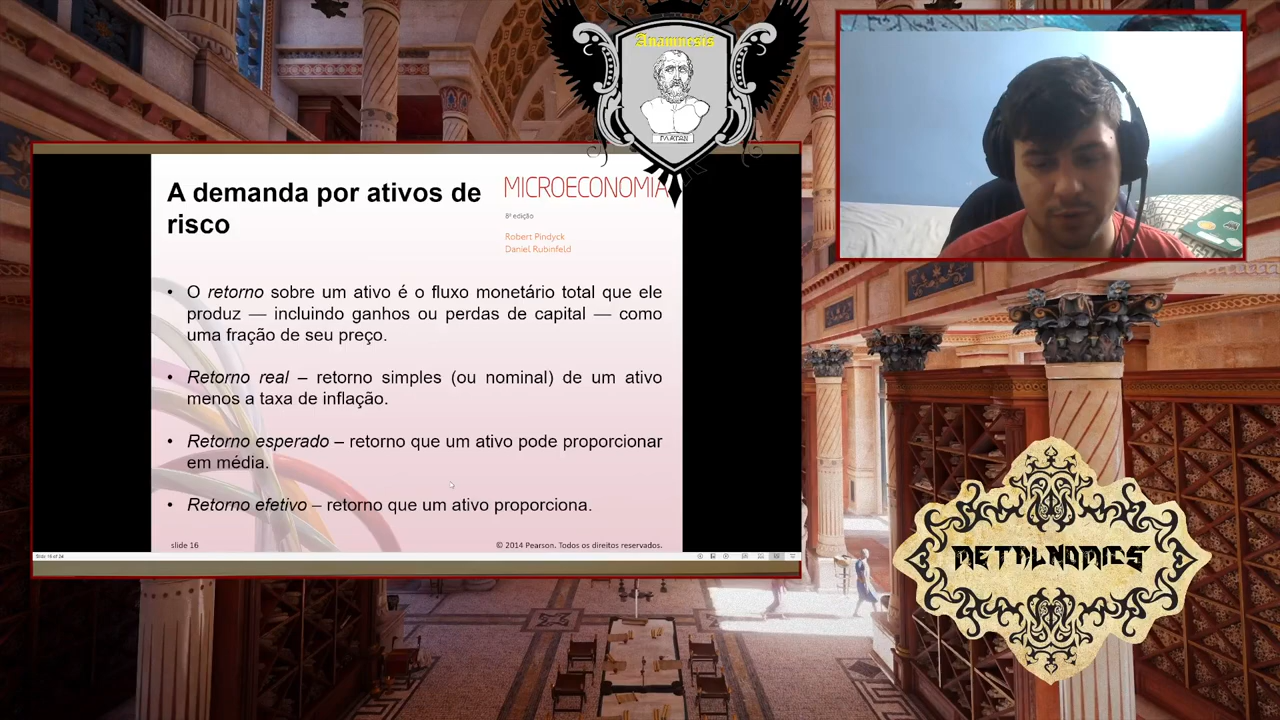 Anamnesis
PLATÃO
A demanda por ativos de
risco
MICROECONOMIA
8ª edição
Robert Pindyck
Daniel Rubinfeld
• O retorno sobre um ativo é o fluxo monetário total que ele
produz — incluindo ganhos ou perdas de capital — como
uma fração de seu preço.
• Retorno real – retorno simples (ou nominal) de um ativo
menos a taxa de inflação.
• Retorno esperado – retorno que um ativo pode proporcionar
em média.
• Retorno efetivo – retorno que um ativo proporciona.
slide 16
© 2014 Pearson. Todos os direitos reservados.
METALNOMICS